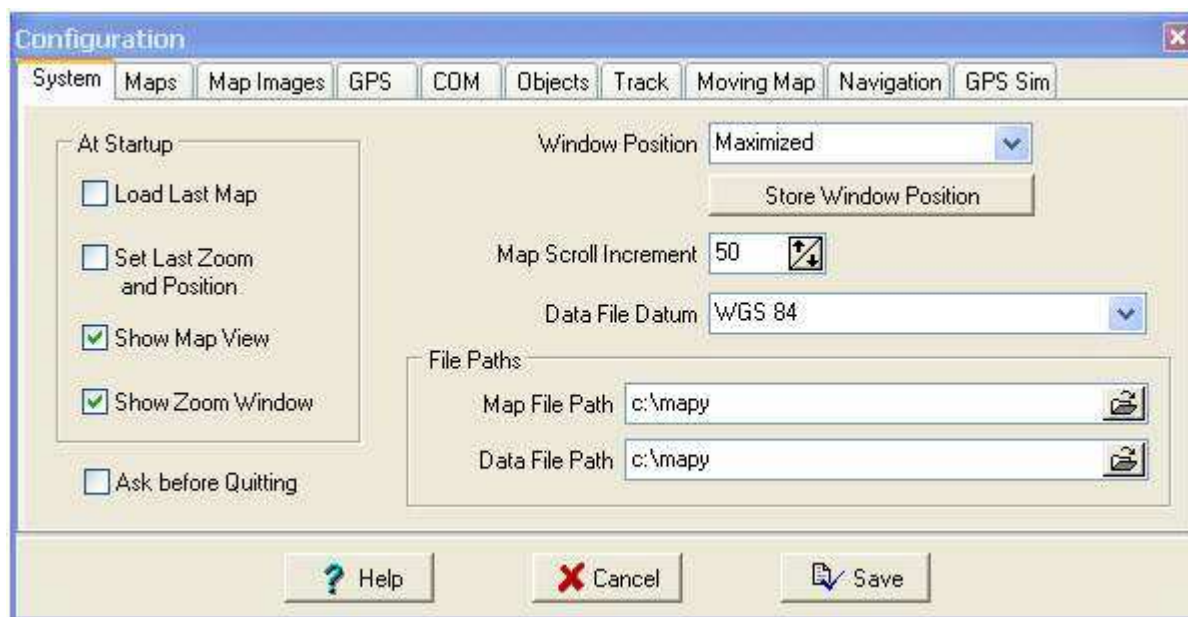 Configuration
System Maps Map Images GPS COM Objects Track Moving Map Navigation GPS Sim
At Startup
Load Last Map
Set Last Zoom
and Position
Show Map View
Show Zoom Window
Ask before Quitting
Window Position Maximized
Store Window Position
Map Scroll Increment 50
Data File Datum WGS 84
File Paths
Map File Path c:\mapy
Data File Path c:\mapy
Help Cancel Save